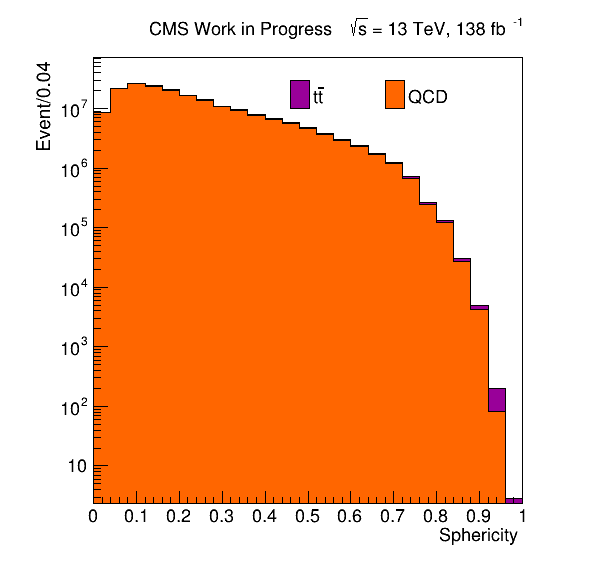 CMS Work in Progress √s = 13 TeV, 138 fb⁻¹
Event/0.04
tt̄ QCD
10⁷
10⁶
10⁵
10⁴
10³
10²
10
0 0.1 0.2 0.3 0.4 0.5 0.6 0.7 0.8 0.9 1
Sphericity